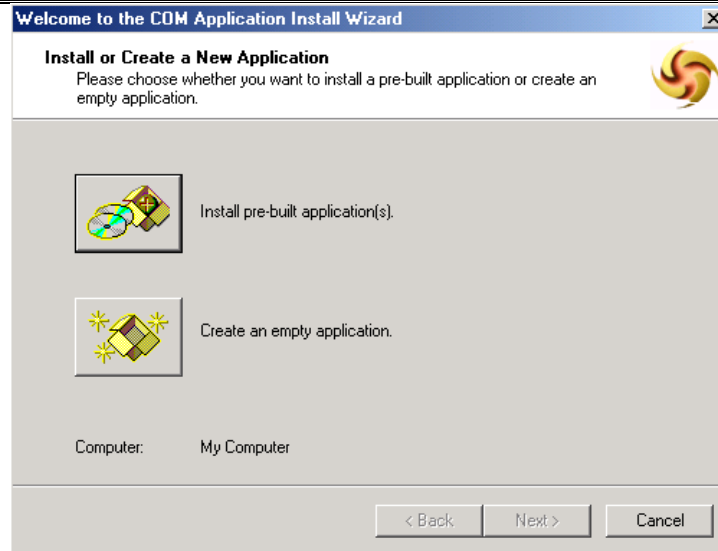 Welcome to the COM Application Install Wizard
Install or Create a New Application
Please choose whether you want to install a pre-built application or create an
empty application.
Install pre-built application(s).
Create an empty application.
Computer: My Computer
< Back Next > Cancel